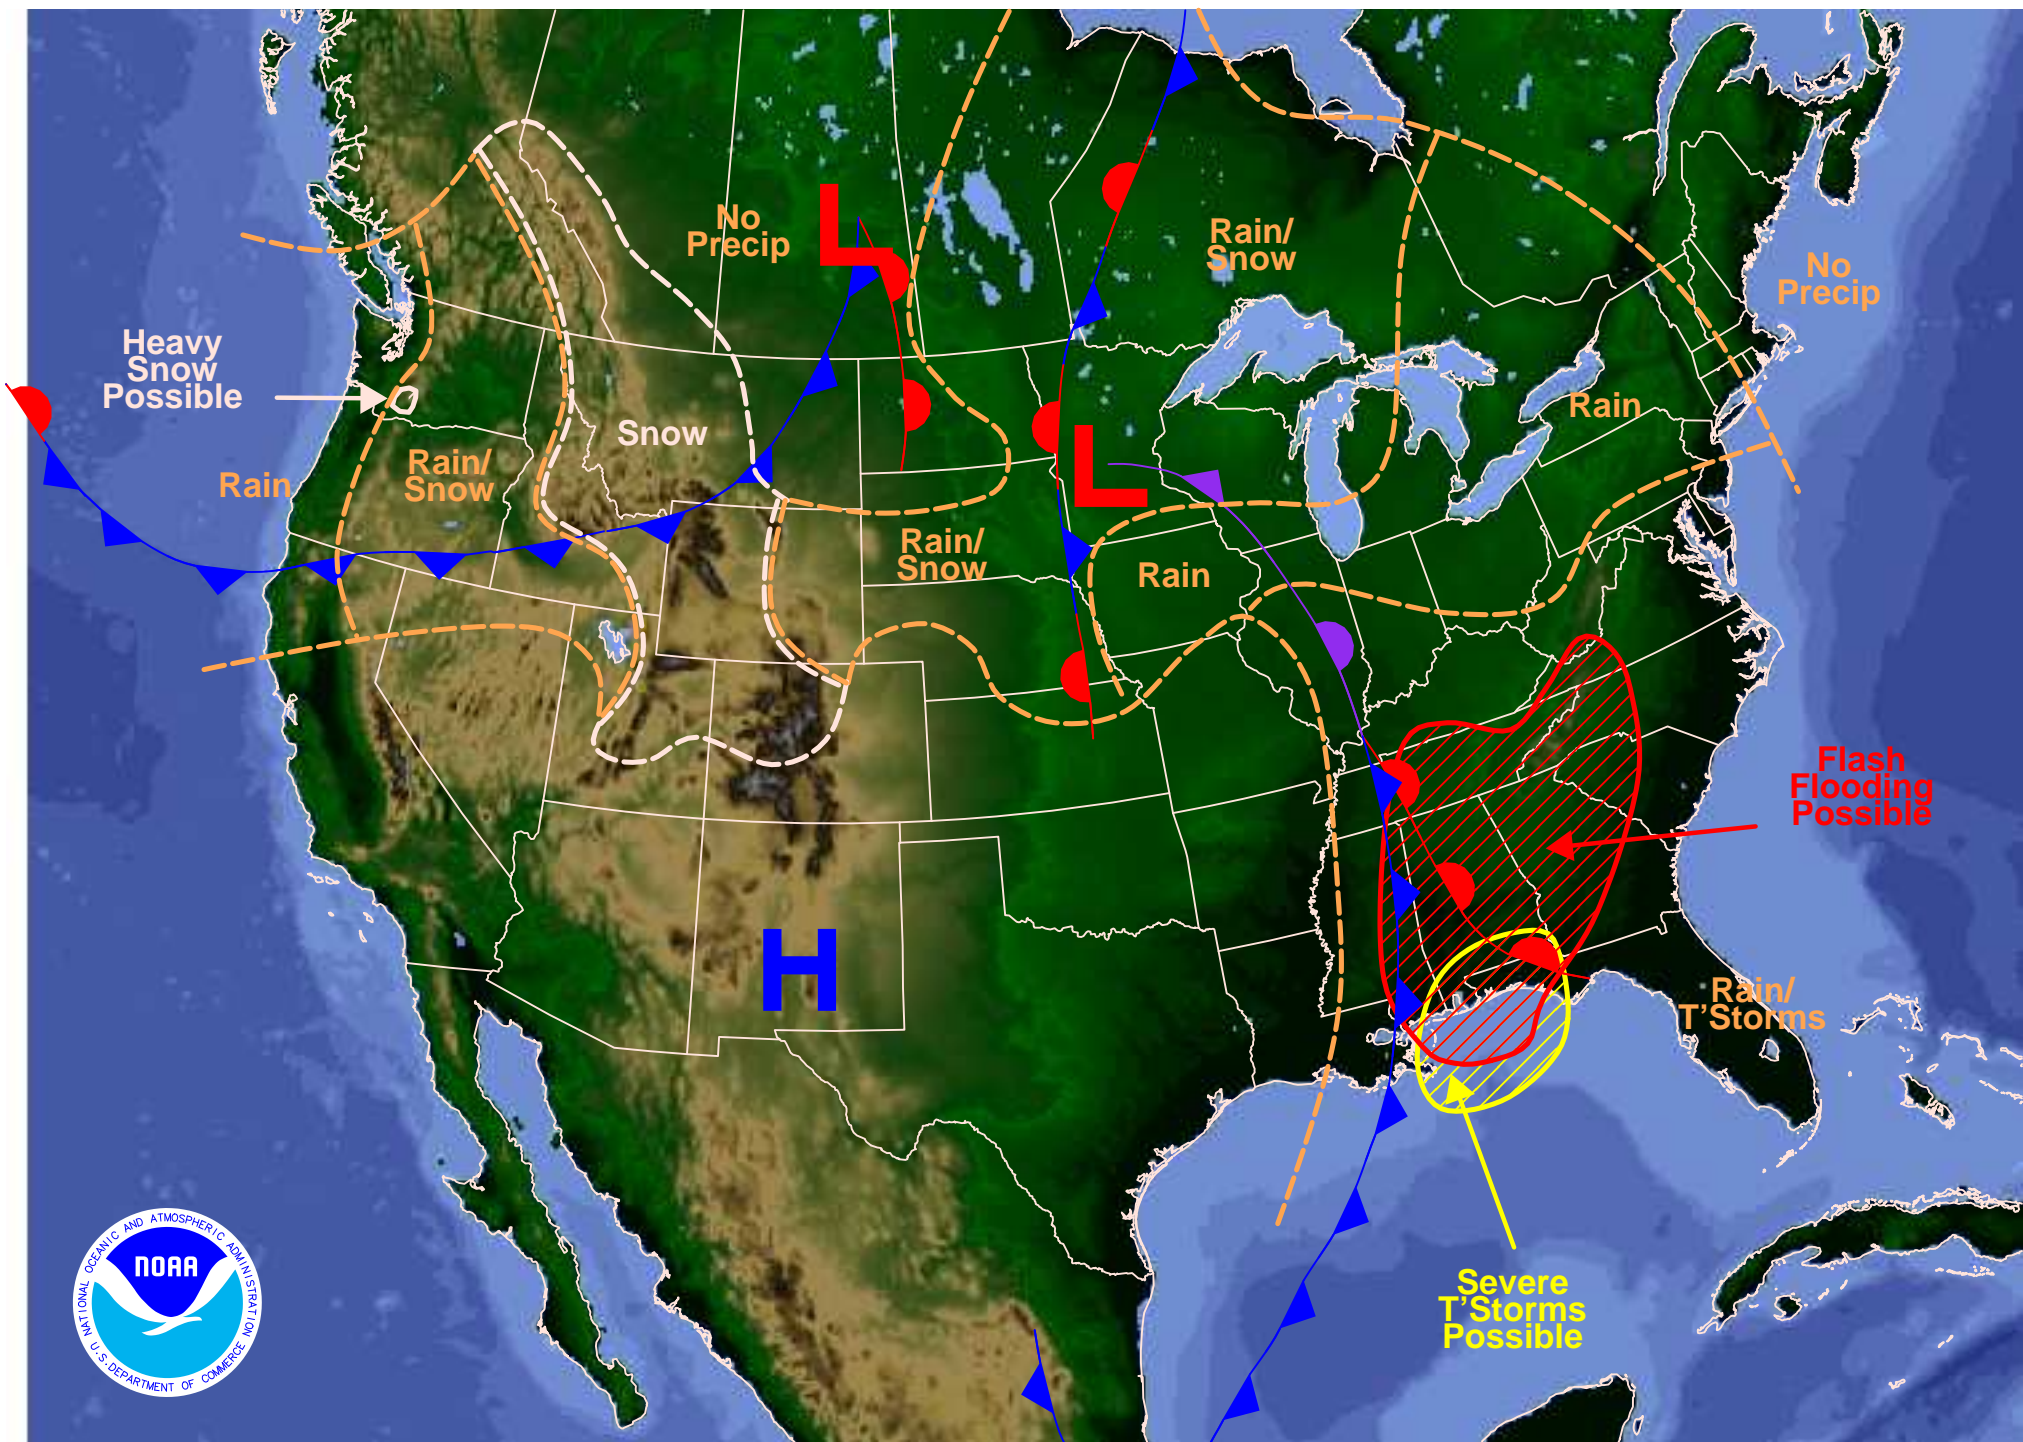 No
Precip
L
Rain/
Snow
No
Precip
Heavy
Snow
Possible
Snow
Rain
Rain/
Snow
Rain
L
Rain/
Snow
Rain
Flash
Flooding
Possible
H
Rain/
T'Storms
Severe
T'Storms
Possible
NATIONAL OCEANIC AND ATMOSPHERIC ADMINISTRATION
NOAA
U.S. DEPARTMENT OF COMMERCE